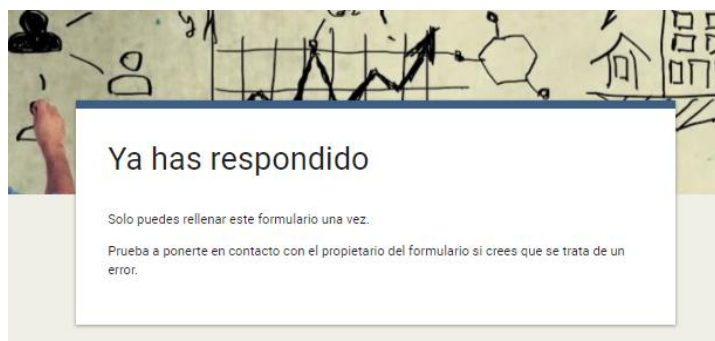 Ya has respondido
Solo puedes rellenar este formulario una vez.
Prueba a ponerte en contacto con el propietario del formulario si crees que se trata de un
error.